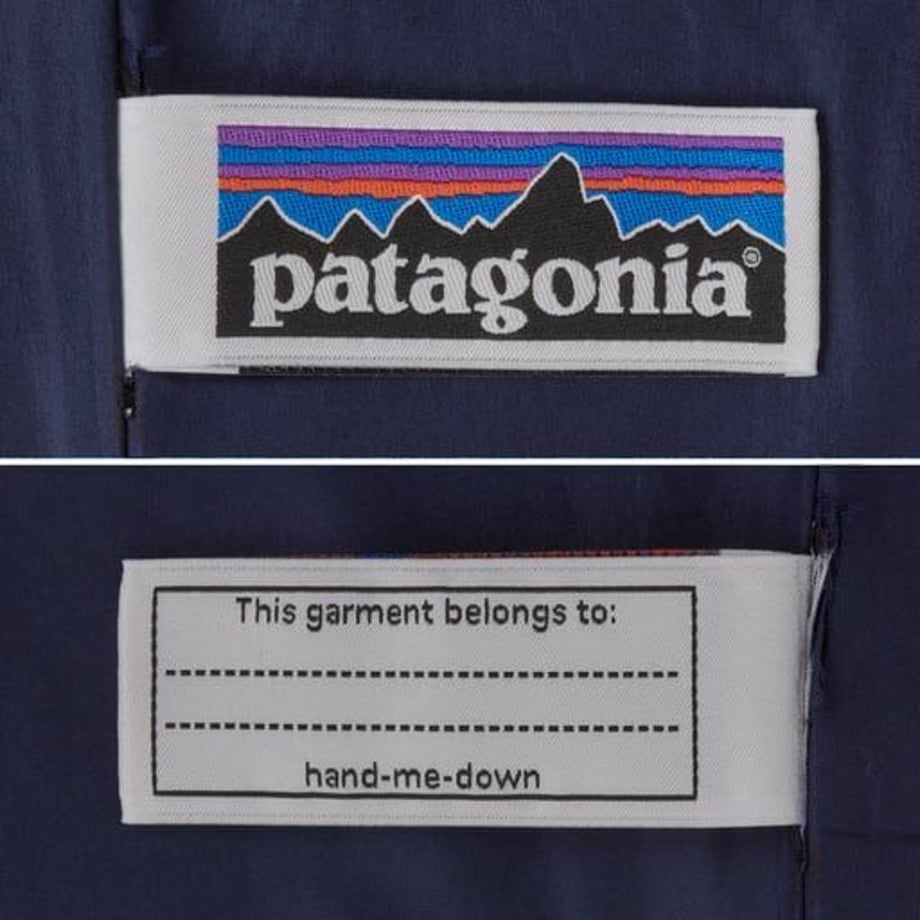 patagonia®
This garment belongs to:
hand-me-down